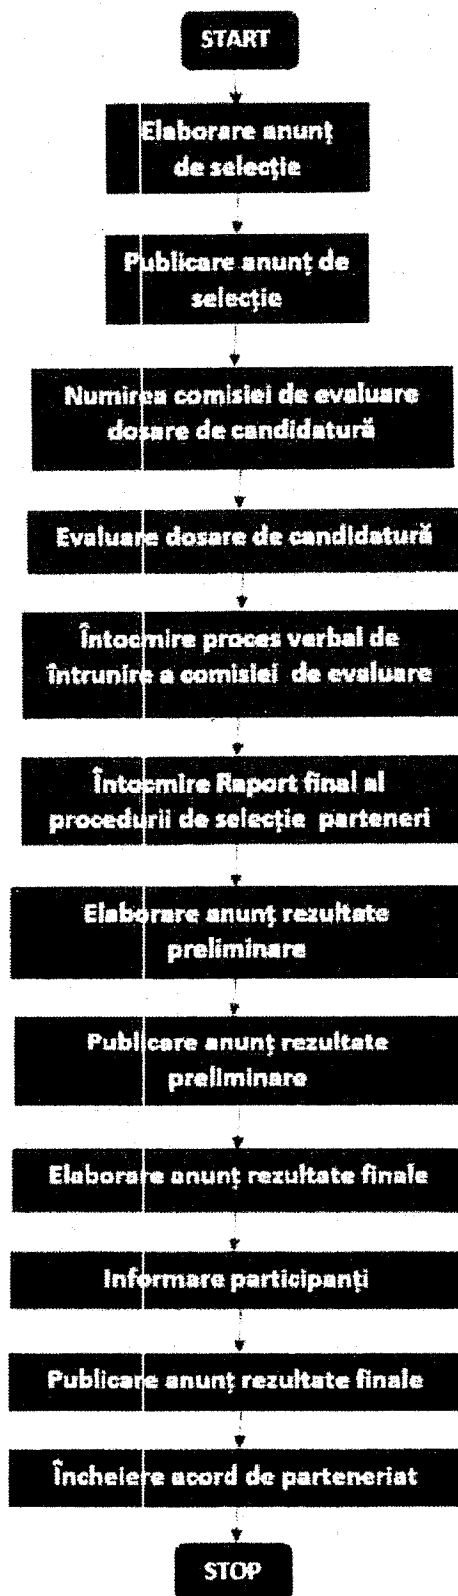 START
Elaborare anunț
de selecție
Publicare anunț de
selecție
Numirea comisiei de evaluare
dosare de candidatură
Evaluare dosare de candidatură
Întocmire proces verbal de
întrunire a comisiei de evaluare
Întocmire Raport final al
procedurii de selecție parteneri
Elaborare anunț rezultate
preliminare
Publicare anunț rezultate
preliminare
Elaborare anunț rezultate finale
Informare participanți
Publicare anunț rezultate finale
Încheiere acord de parteneriat
STOP